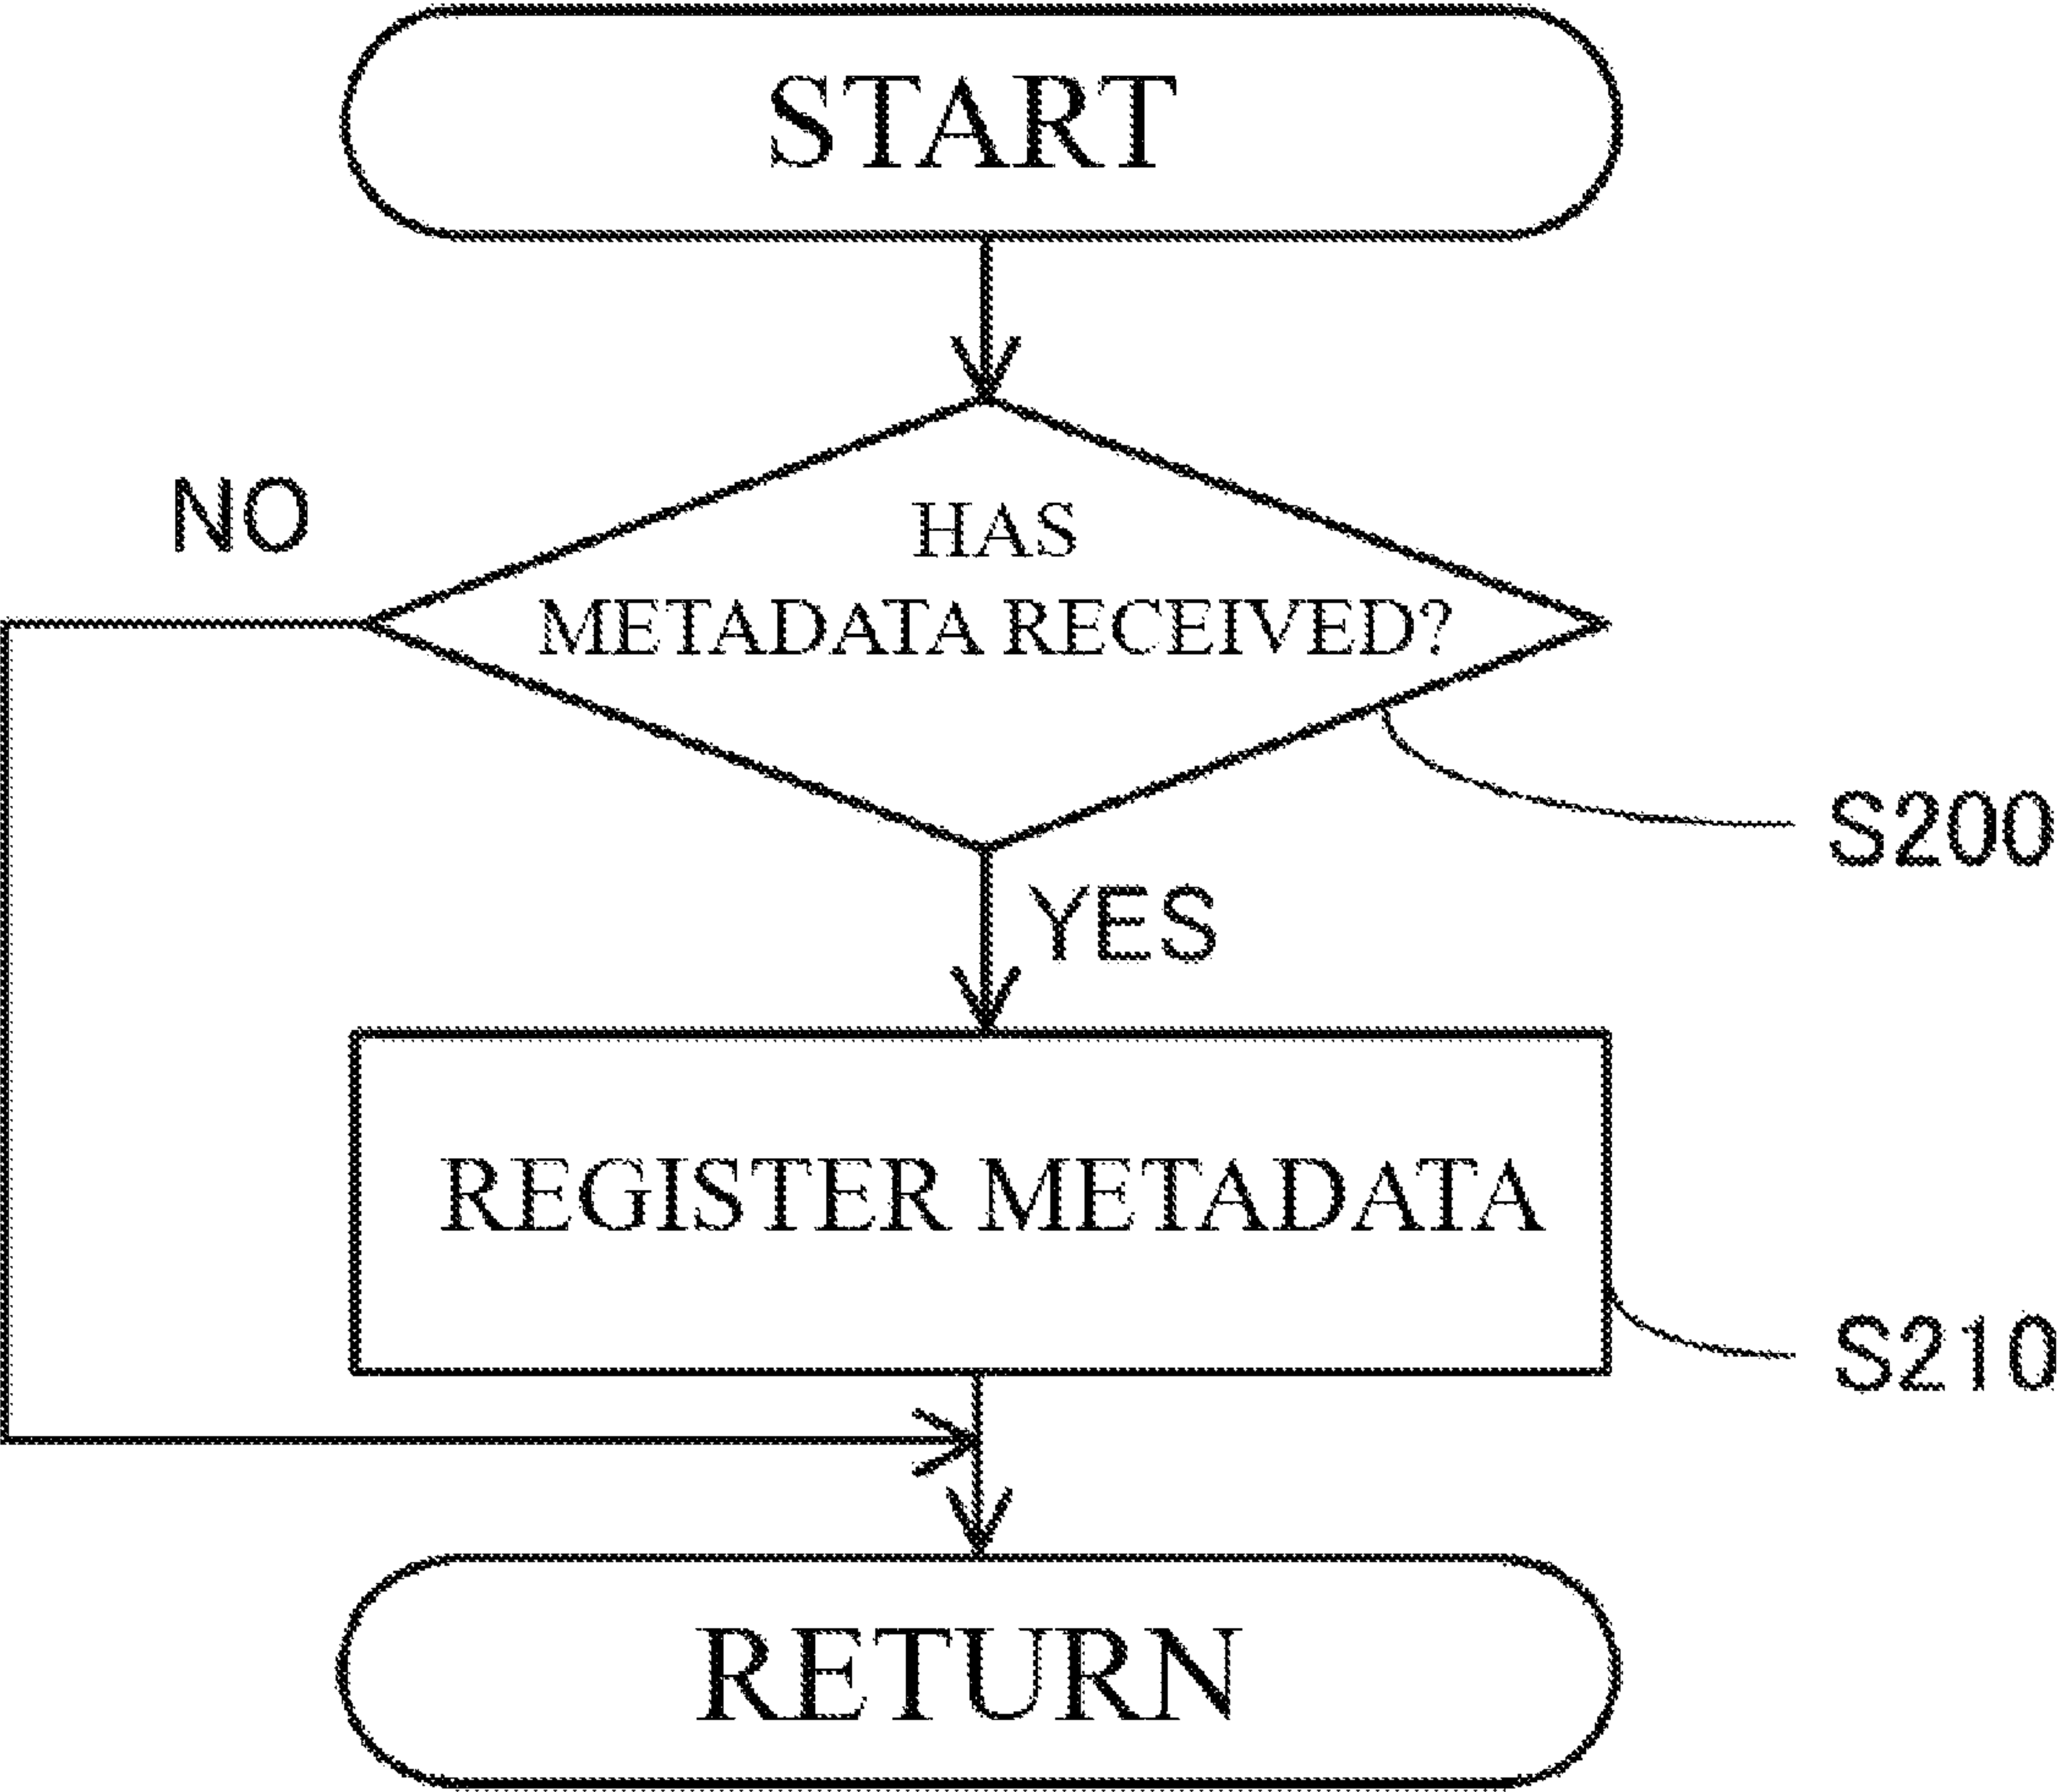 START
NO
HAS
METADATA RECEIVED?
S200
YES
REGISTER METADATA
S210
RETURN